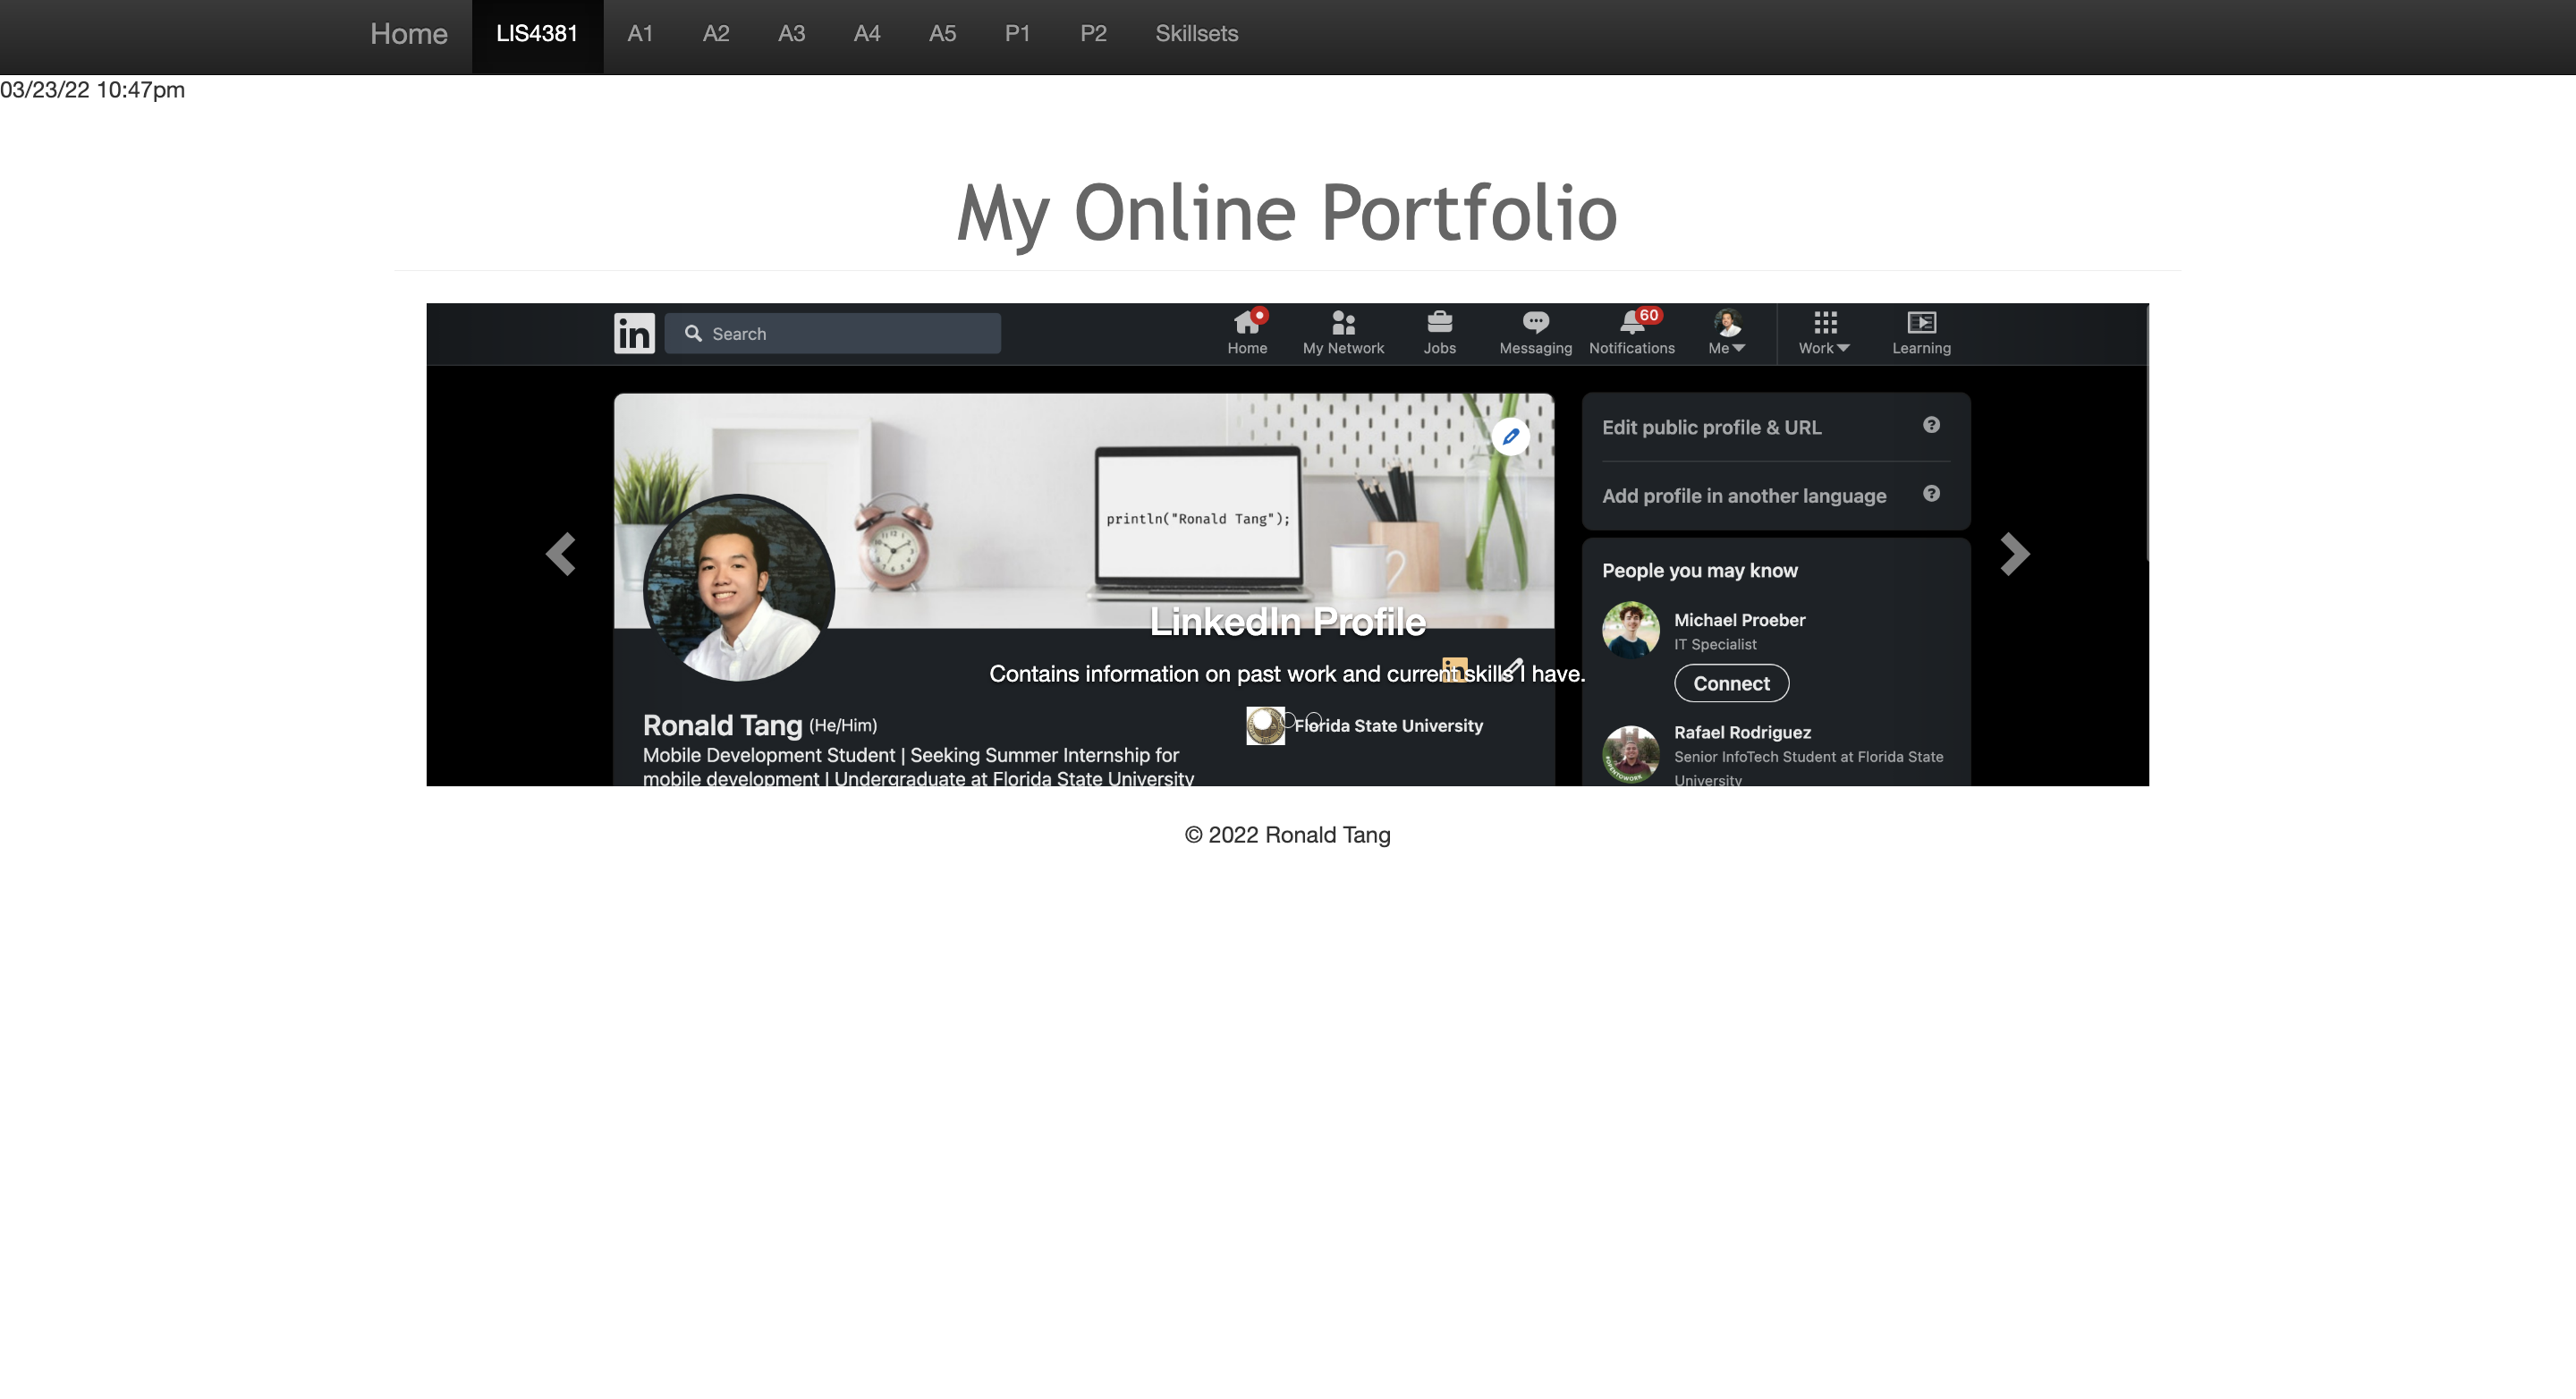 Home LIS4381 A1 A2 A3 A4 A5 P1 P2 Skillsets
03/23/22 10:47pm
My Online Portfolio
in Search Home My Network Jobs Messaging 60 Notifications Me Work Learning
println("Ronald Tang");
LinkedIn Profile
Contains information on past work and current skills I have.
in
Ronald Tang (He/Him)
Florida State University
Mobile Development Student | Seeking Summer Internship for
mobile development | Undergraduate at Florida State University
Edit public profile & URL ?
Add profile in another language ?
People you may know
Michael Proeber
IT Specialist
Connect
Rafael Rodriguez
Senior InfoTech Student at Florida State
University
#OPENTOWORK
© 2022 Ronald Tang